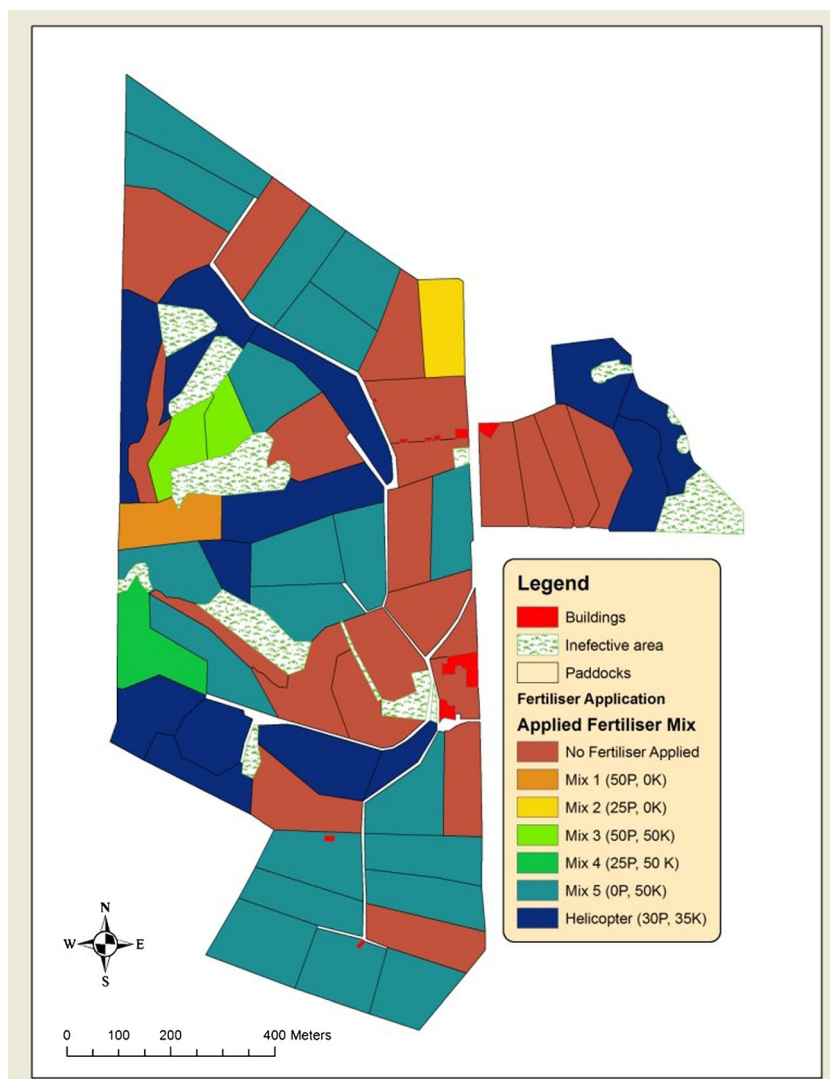 Legend
Buildings
Inefective area
Paddocks
Fertiliser Application
Applied Fertiliser Mix
No Fertiliser Applied
Mix 1 (50P, 0K)
Mix 2 (25P, 0K)
Mix 3 (50P, 50K)
Mix 4 (25P, 50 K)
Mix 5 (0P, 50K)
Helicopter (30P, 35K)
N
W E
S
0 100 200 400 Meters